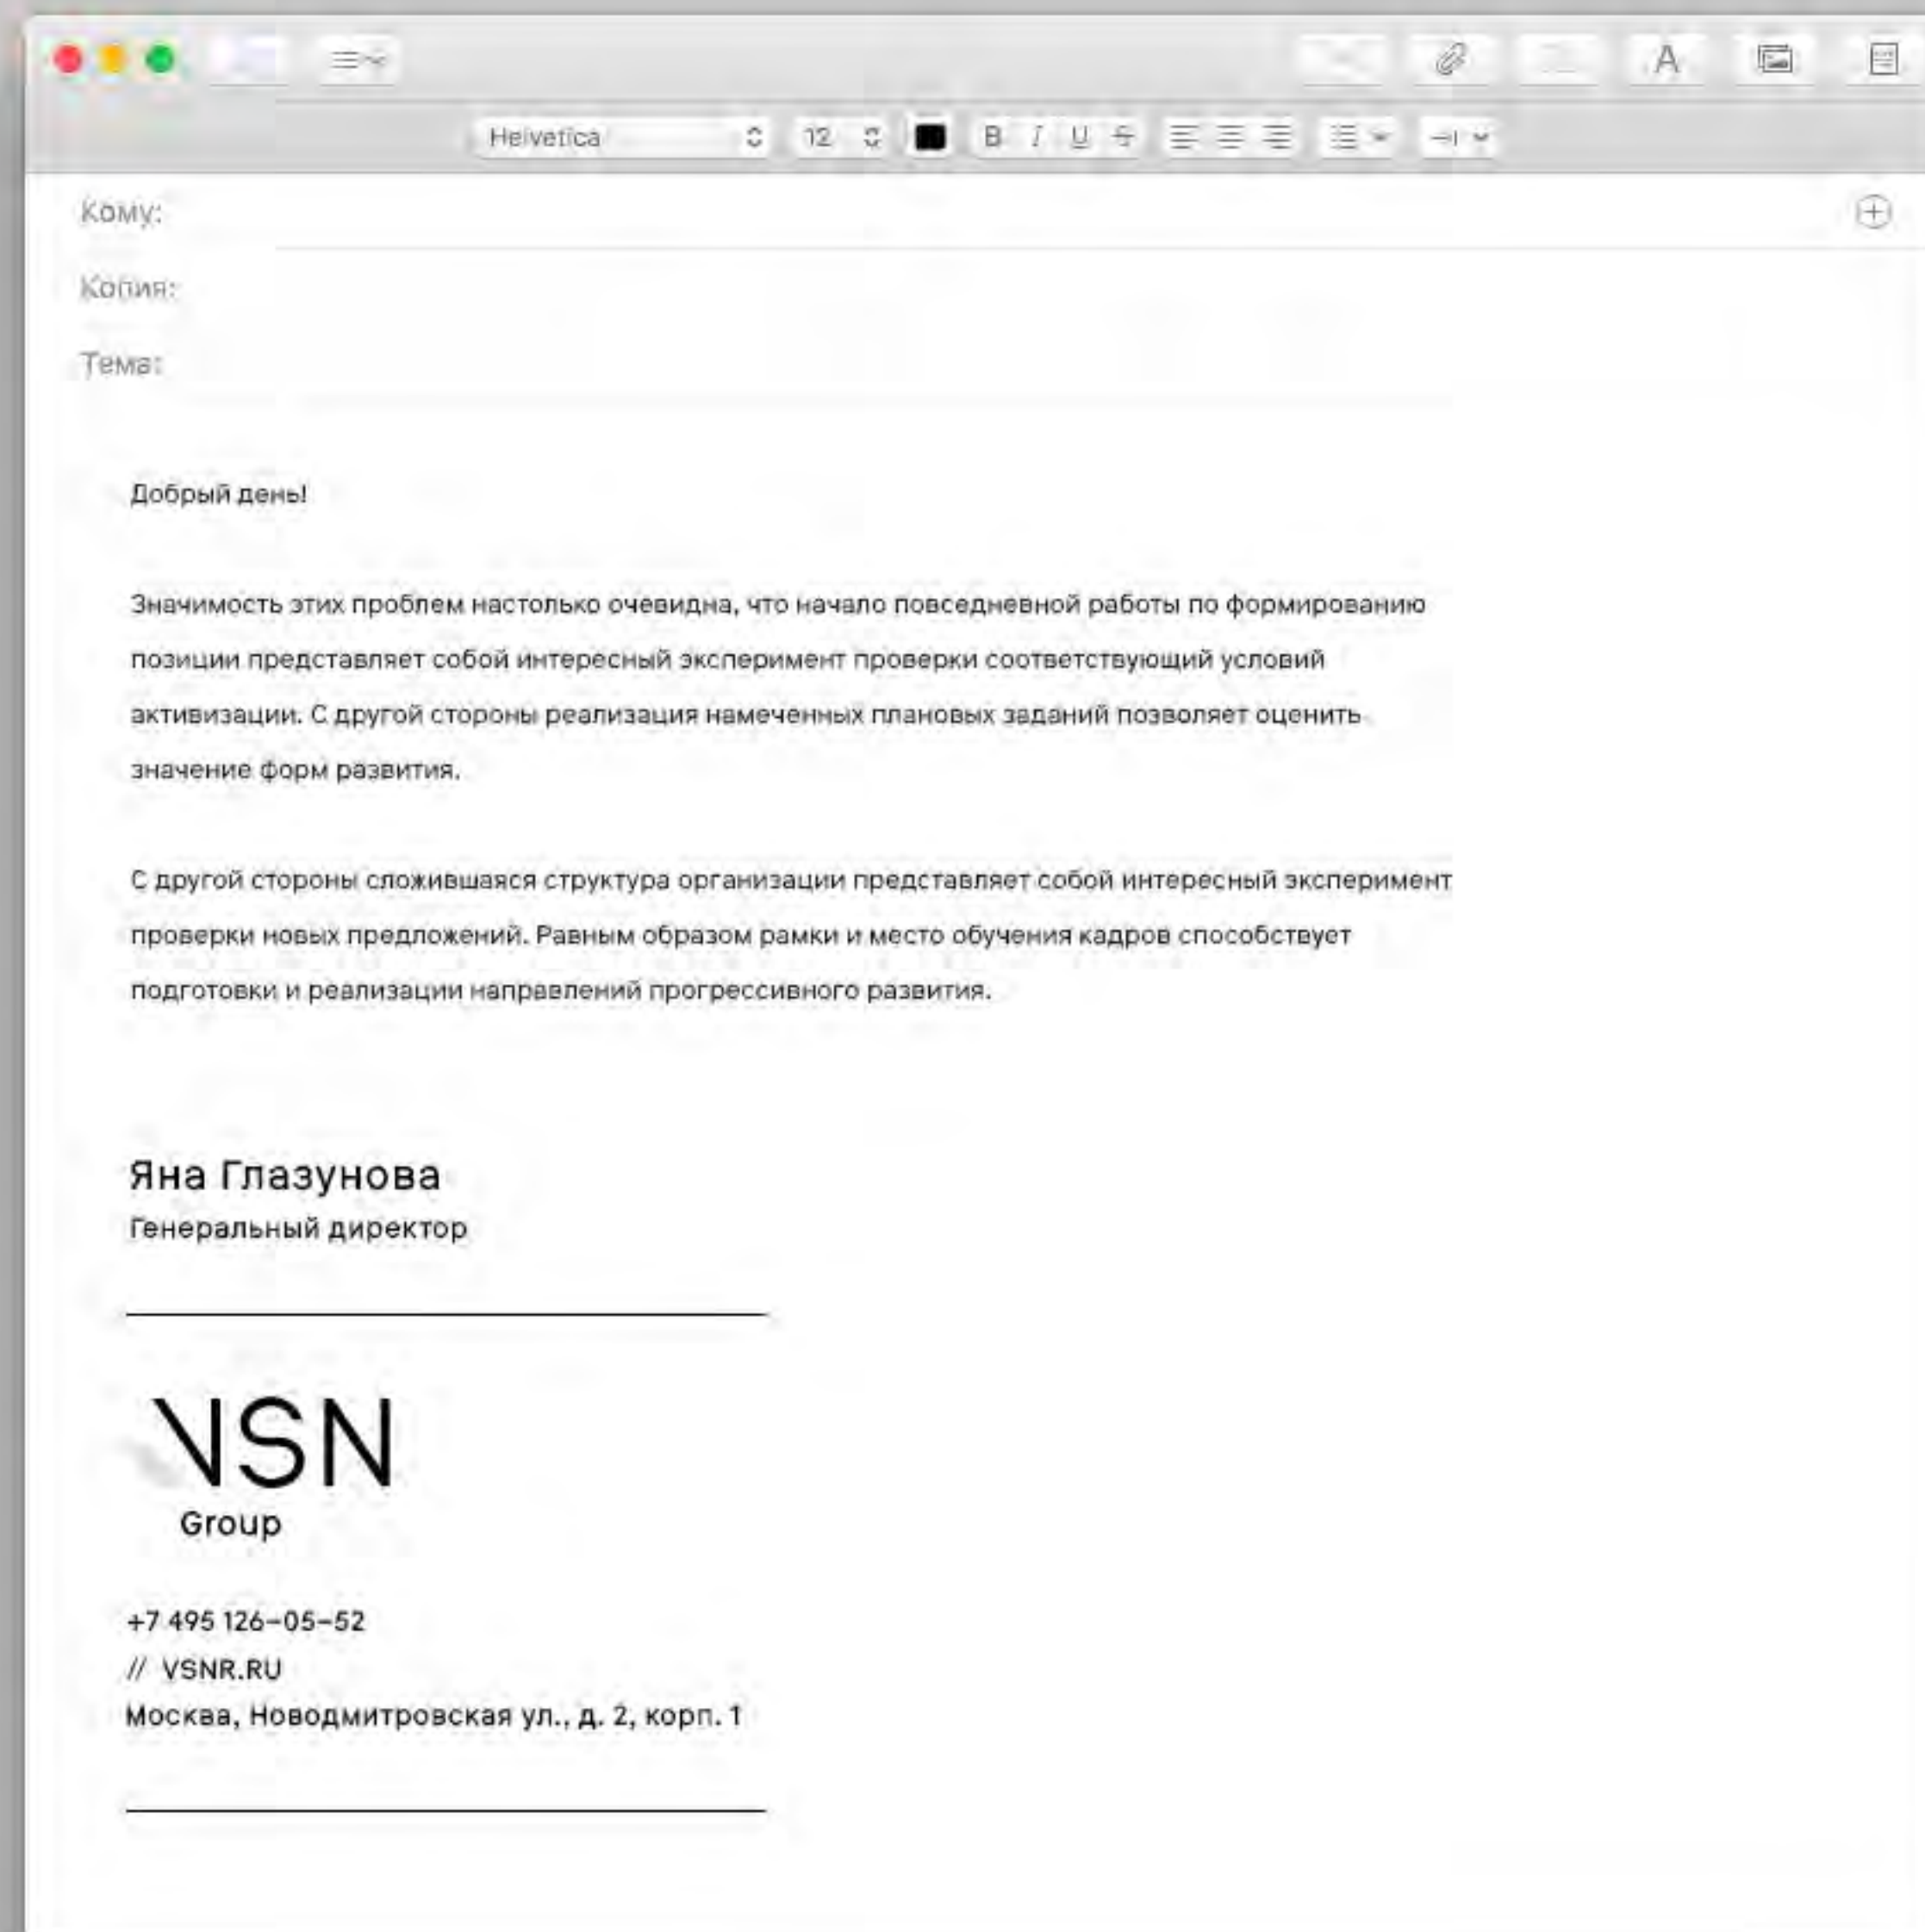 Helvetica 12 B I U S A
Кому:
Копия:
Тема:
Добрый день!
Значимость этих проблем настолько очевидна, что начало повседневной работы по формированию
позиции представляет собой интересный эксперимент проверки соответствующий условий
активизации. С другой стороны реализация намеченных плановых заданий позволяет оценить
значение форм развития.
С другой стороны сложившаяся структура организации представляет собой интересный эксперимент
проверки новых предложений. Равным образом рамки и место обучения кадров способствует
подготовки и реализации направлений прогрессивного развития.
Яна Глазунова
Генеральный директор
VSN
Group
+7 495 126–05–52
// VSNR.RU
Москва, Новодмитровская ул., д. 2, корп. 1